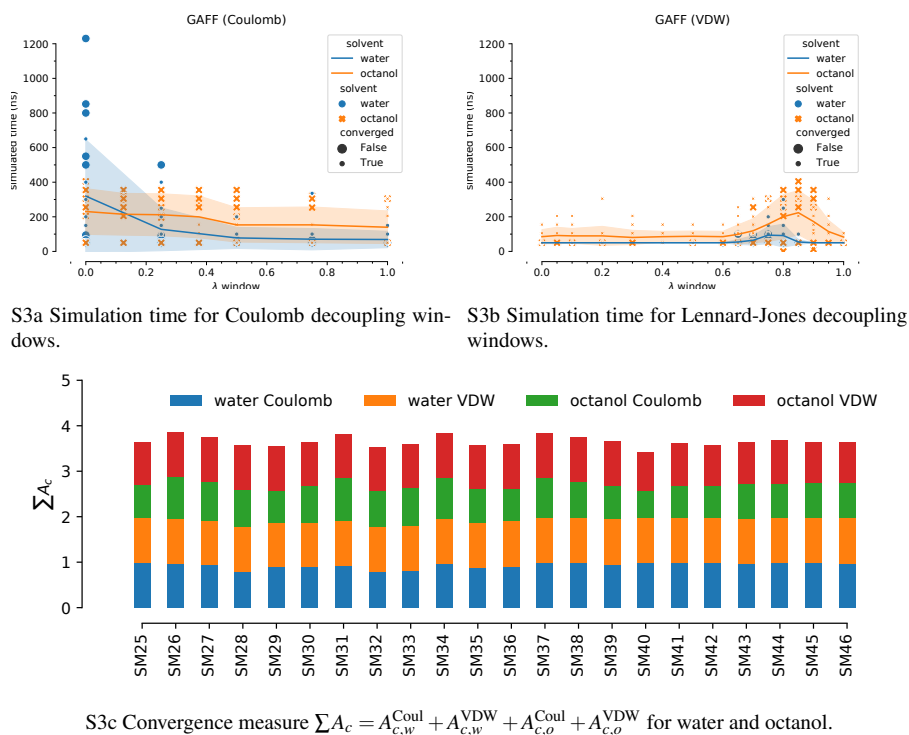 GAFF (Coulomb)
1200
1000
800
600
400
200
0
simulated time (ns)
solvent
water
octanol
solvent
water
octanol
converged
False
True
0.0 0.2 0.4 0.6 0.8 1.0
λ window
GAFF (VDW)
1200
1000
800
600
400
200
0
simulated time (ns)
solvent
water
octanol
solvent
water
octanol
converged
False
True
0.0 0.2 0.4 0.6 0.8 1.0
λ window
S3a Simulation time for Coulomb decoupling win-
dows.
S3b Simulation time for Lennard-Jones decoupling
windows.
5
4
3
2
1
0
∑A_c
water Coulomb water VDW octanol Coulomb octanol VDW
SM25 SM26 SM27 SM28 SM29 SM30 SM31 SM32 SM33 SM34 SM35 SM36 SM37 SM38 SM39 SM40 SM41 SM42 SM43 SM44 SM45 SM46
S3c Convergence measure ∑A_c = A_{c,w}^{Coul} + A_{c,w}^{VDW} + A_{c,o}^{Coul} + A_{c,o}^{VDW} for water and octanol.